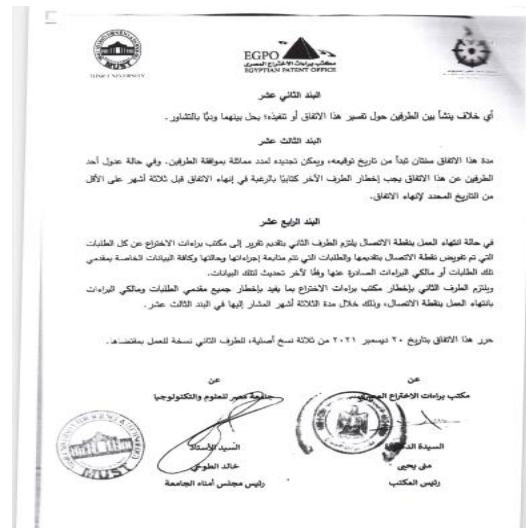 EGPO
مكتب براءات الاختراع المصرى
EGYPTIAN PATENT OFFICE
MUST
MUST UNIVERSITY
البند الثاني عشر
أي خلاف ينشأ بين الطرفين حول تفسير هذا الاتفاق أو تنفيذه؛ يحل بينهما وديًا بالتشاور.
البند الثالث عشر
مدة هذا الاتفاق سنتان تبدأ من تاريخ توقيعه، ويمكن تجديده لمدد مماثلة بموافقة الطرفين. وفي حالة عدول أحد
الطرفين عن هذا الاتفاق يجب إخطار الطرف الآخر كتابيًا بالرغبة في إنهاء الاتفاق قبل ثلاثة أشهر على الأقل
من التاريخ المحدد لإنهاء الاتفاق.
البند الرابع عشر
في حالة انتهاء العمل بنقطة الاتصال يلتزم الطرف الثاني بتقديم تقرير إلى مكتب براءات الاختراع عن كل الطلبات
التي تم تفويض نقطة الاتصال بتقديمها والطلبات التي تتم متابعة إجراءاتها وحالتها وكافة البيانات الخاصة بمقدمي
تلك الطلبات أو مالكي البراءات الصادرة عنها وفقًا لآخر تحديث لتلك البيانات.
ويلتزم الطرف الثاني بإخطار مكتب براءات الاختراع بما يفيد بإخطار جميع مقدمي الطلبات ومالكي البراءات
بانتهاء العمل بنقطة الاتصال، وذلك خلال مدة الثلاثة أشهر المشار إليها في البند الثالث عشر.
حرر هذا الاتفاق بتاريخ ٢٠ ديسمبر ٢٠٢١ من ثلاثة نسخ أصلية، للطرف الثاني نسخة للعمل بمقتضاها.
عن
مكتب براءات الاختراع المصري
السيدة
منى يحيى
رئيس المكتب
عن
جامعة مصر للعلوم والتكنولوجيا
السيد الأستاذ
خالد الطوخي
رئيس مجلس أمناء الجامعة
MUST